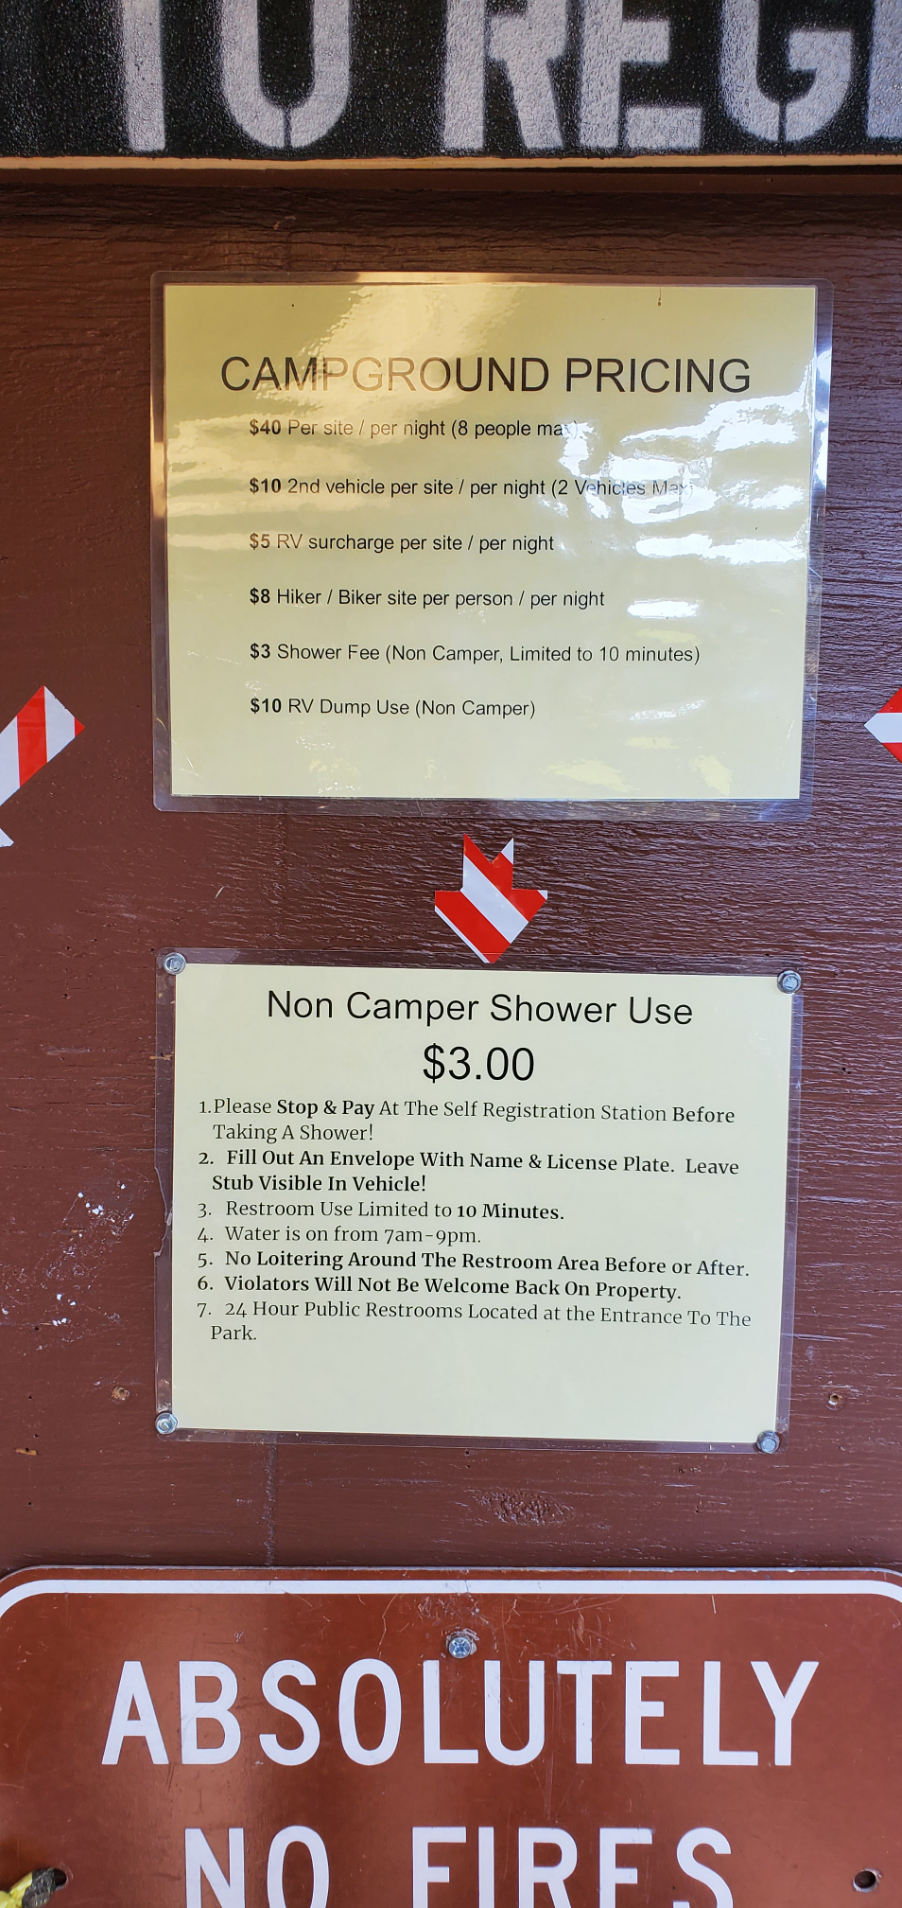 TO REG
CAMPGROUND PRICING
$40 Per site / per night (8 people max)
$10 2nd vehicle per site / per night (2 Vehicles Max)
$5 RV surcharge per site / per night
$8 Hiker / Biker site per person / per night
$3 Shower Fee (Non Camper, Limited to 10 minutes)
$10 RV Dump Use (Non Camper)
Non Camper Shower Use
$3.00
1.Please Stop & Pay At The Self Registration Station Before
Taking A Shower!
2. Fill Out An Envelope With Name & License Plate. Leave
Stub Visible In Vehicle!
3. Restroom Use Limited to 10 Minutes.
4. Water is on from 7am-9pm.
5. No Loitering Around The Restroom Area Before or After.
6. Violators Will Not Be Welcome Back On Property.
7. 24 Hour Public Restrooms Located at the Entrance To The
Park.
ABSOLUTELY
NO FIRES